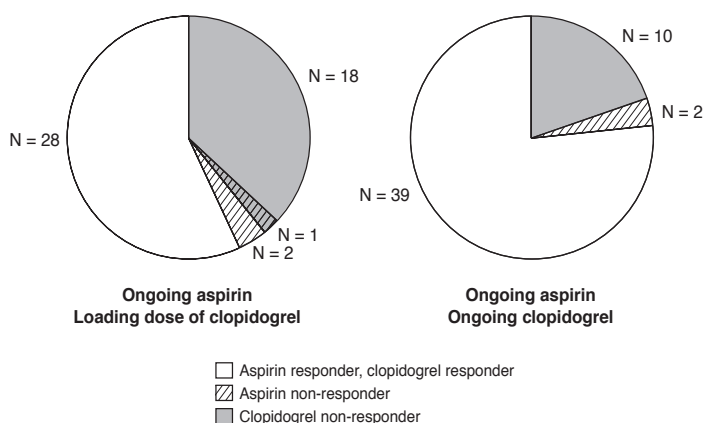 N = 18
N = 28
N = 1
N = 2
Ongoing aspirin
Loading dose of clopidogrel
N = 10
N = 2
N = 39
Ongoing aspirin
Ongoing clopidogrel
Aspirin responder, clopidogrel responder
Aspirin non-responder
Clopidogrel non-responder